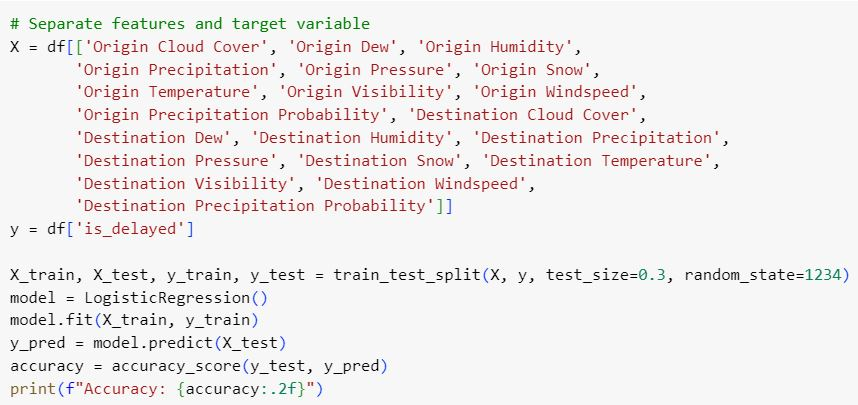 # Separate features and target variable
X = df[['Origin Cloud Cover', 'Origin Dew', 'Origin Humidity',
        'Origin Precipitation', 'Origin Pressure', 'Origin Snow',
        'Origin Temperature', 'Origin Visibility', 'Origin Windspeed',
        'Origin Precipitation Probability', 'Destination Cloud Cover',
        'Destination Dew', 'Destination Humidity', 'Destination Precipitation',
        'Destination Pressure', 'Destination Snow', 'Destination Temperature',
        'Destination Visibility', 'Destination Windspeed',
        'Destination Precipitation Probability']]
y = df['is_delayed']

X_train, X_test, y_train, y_test = train_test_split(X, y, test_size=0.3, random_state=1234)
model = LogisticRegression()
model.fit(X_train, y_train)
y_pred = model.predict(X_test)
accuracy = accuracy_score(y_test, y_pred)
print(f"Accuracy: {accuracy:.2f}")